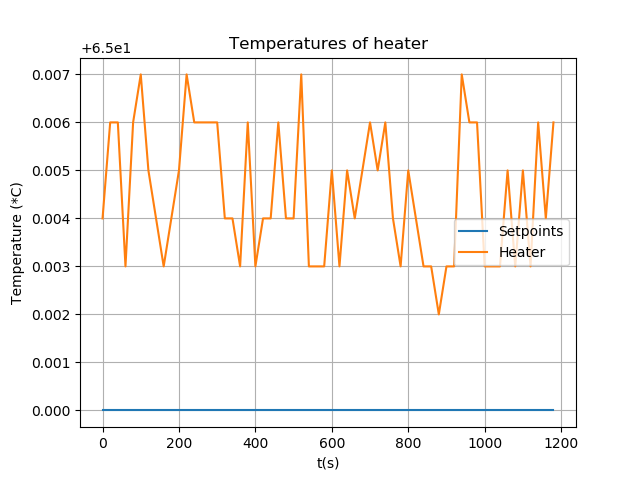 Temperatures of heater
+6.5e1
0.007
0.006
0.005
0.004
0.003
0.002
0.001
0.000
Temperature (*C)
Setpoints
Heater
0 200 400 600 800 1000 1200
t(s)